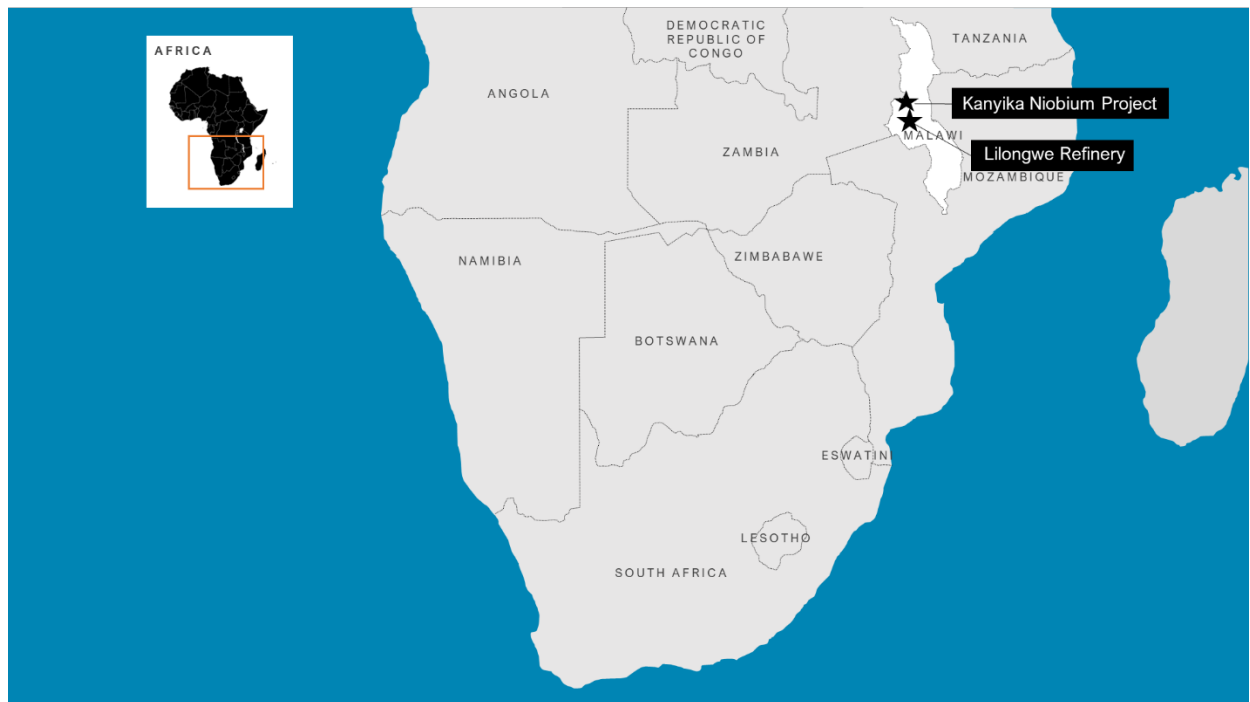 AFRICA
DEMOCRATIC
REPUBLIC OF
CONGO
TANZANIA
ANGOLA
Kanyika Niobium Project
MALAWI
ZAMBIA
Lilongwe Refinery
MOZAMBIQUE
NAMIBIA
ZIMBABAWE
BOTSWANA
ESWATINI
LESOTHO
SOUTH AFRICA